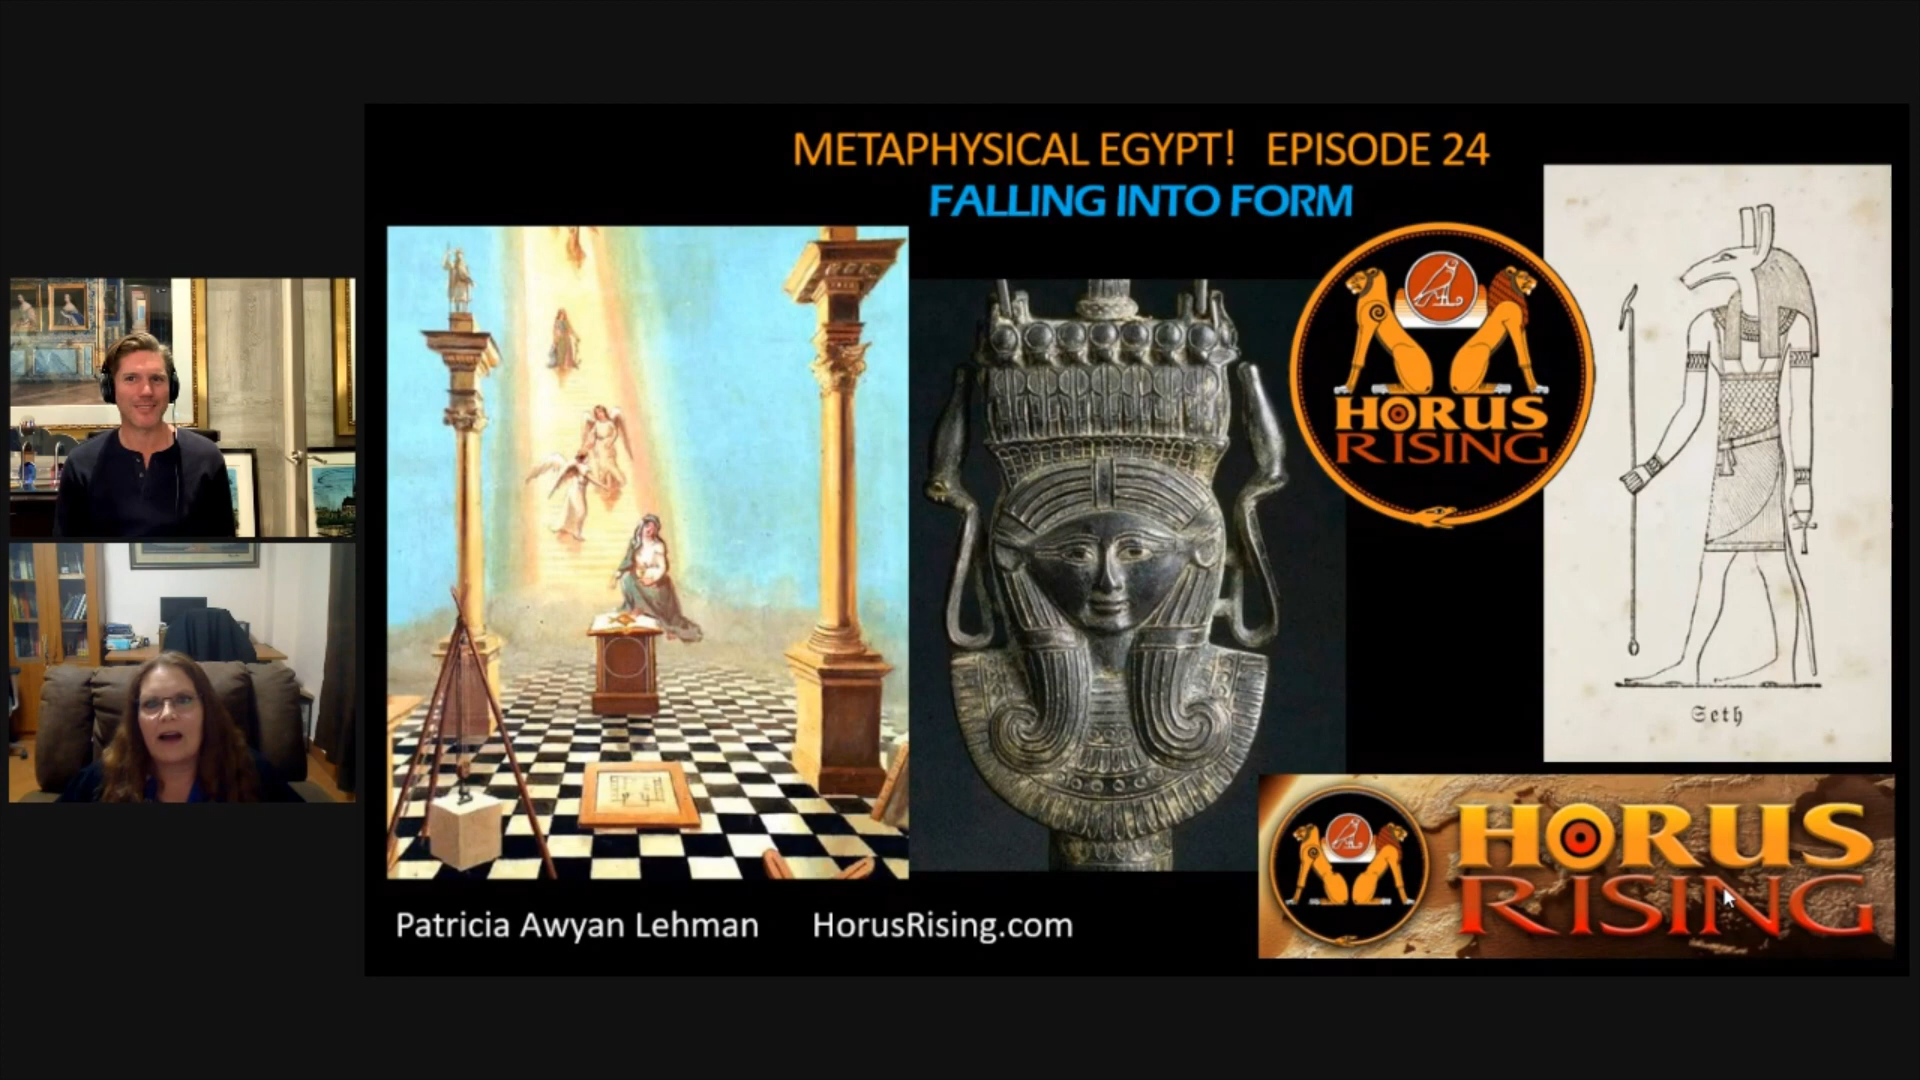 METAPHYSICAL EGYPT! EPISODE 24
FALLING INTO FORM
HORUS
RISING
Seth
HORUS
RISING
Patricia Awyan Lehman HorusRising.com